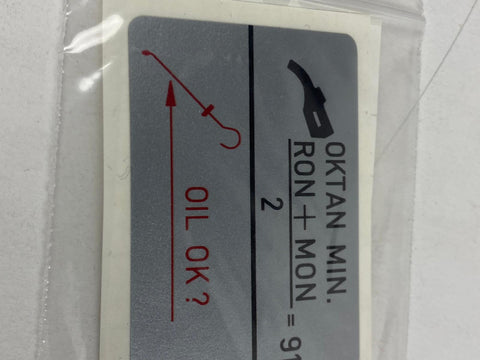 OKTAN MIN.
RON + MON
2
= 91
OIL OK?